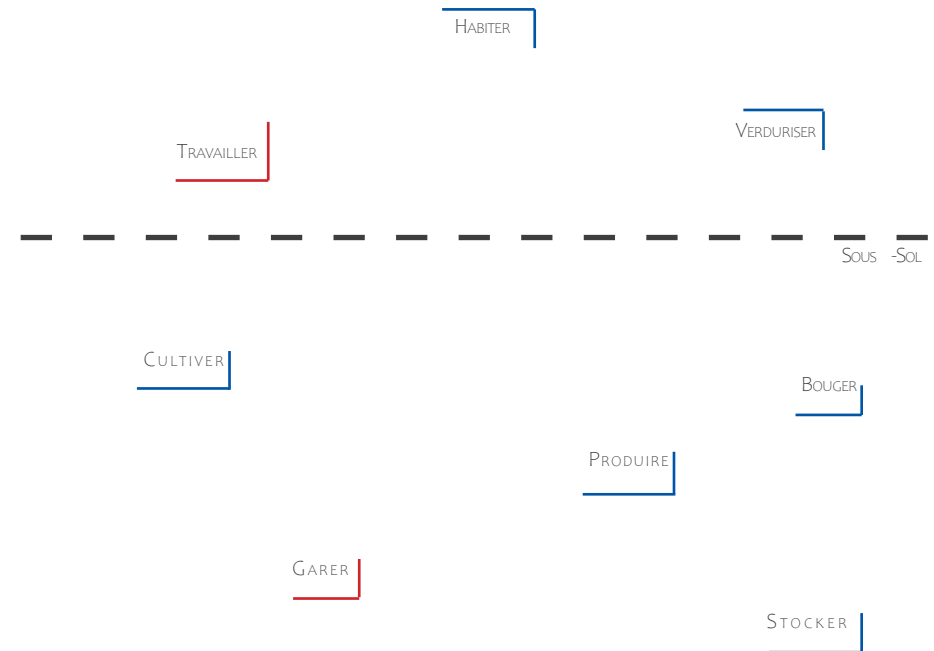 Habiter
Verduriser
Travailler
Sous -Sol
Cultiver
Bouger
Produire
Garer
Stocker